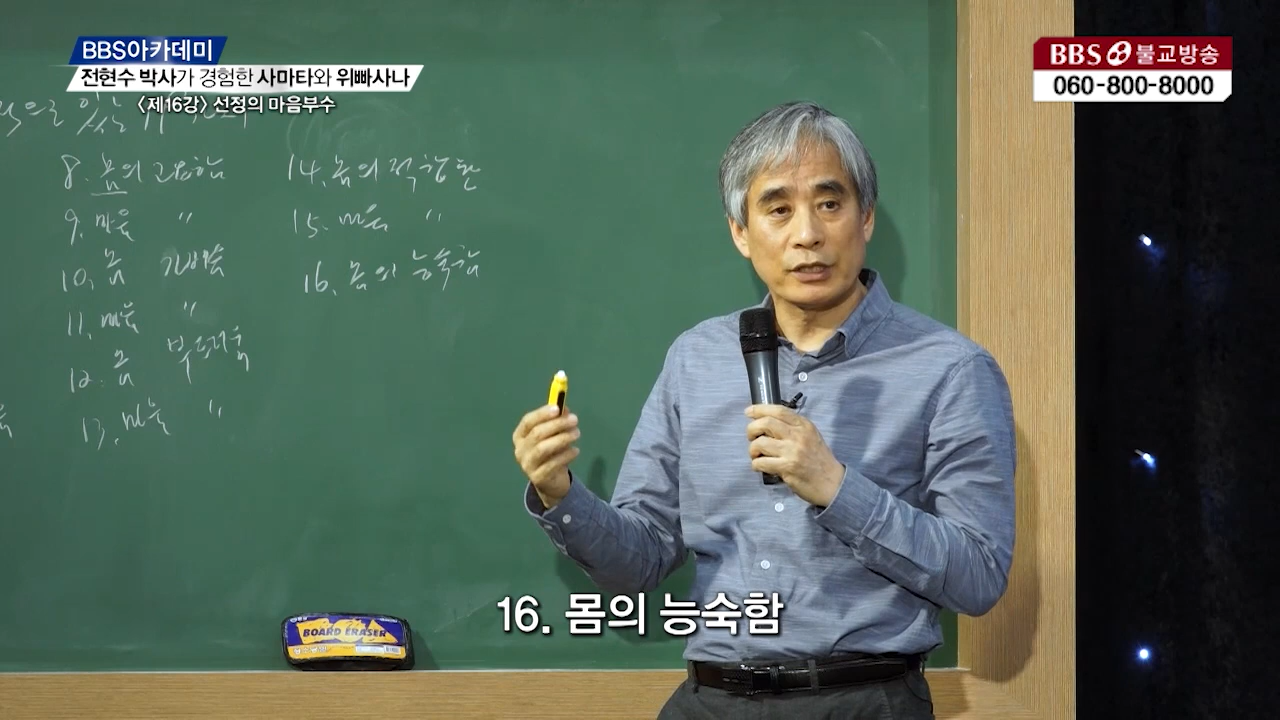 BBS아카데미
전현수 박사가 경험한 사마타와 위빠사나
<제16강> 선정의 마음부수
BBS 불교방송
060-800-8000
8. 몸의 고요함
9. 마음 "
10. 몸 가벼움
11. 마음 "
12. 몸 부드러움
13. 마음 "
14. 몸의 적합한
15. 마음 "
16. 몸의 능숙함
BOARD ERASER
16. 몸의 능숙함